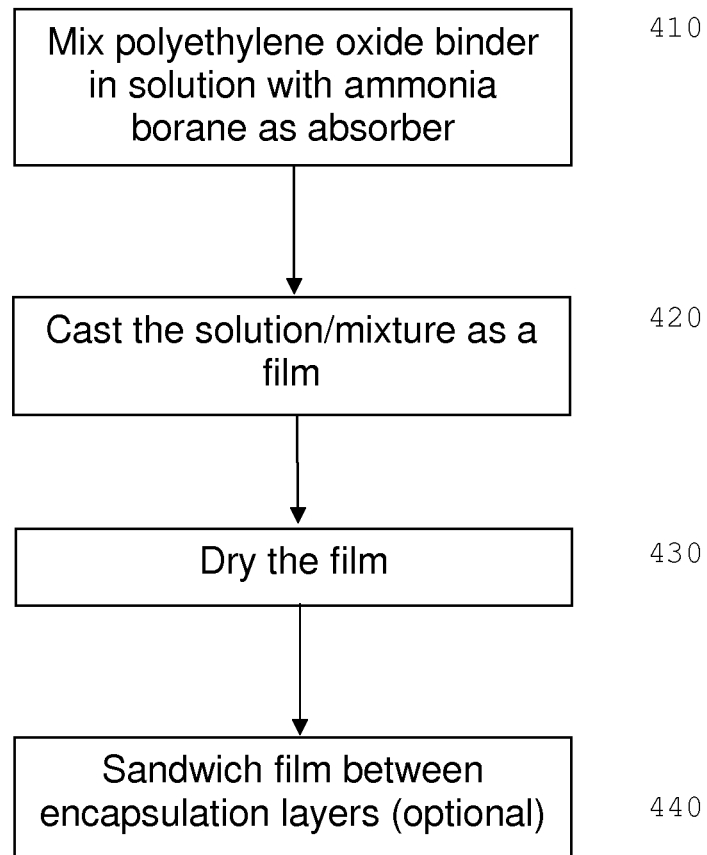 Mix polyethylene oxide binder
in solution with ammonia
borane as absorber
410
Cast the solution/mixture as a
film
420
Dry the film
430
Sandwich film between
encapsulation layers (optional)
440